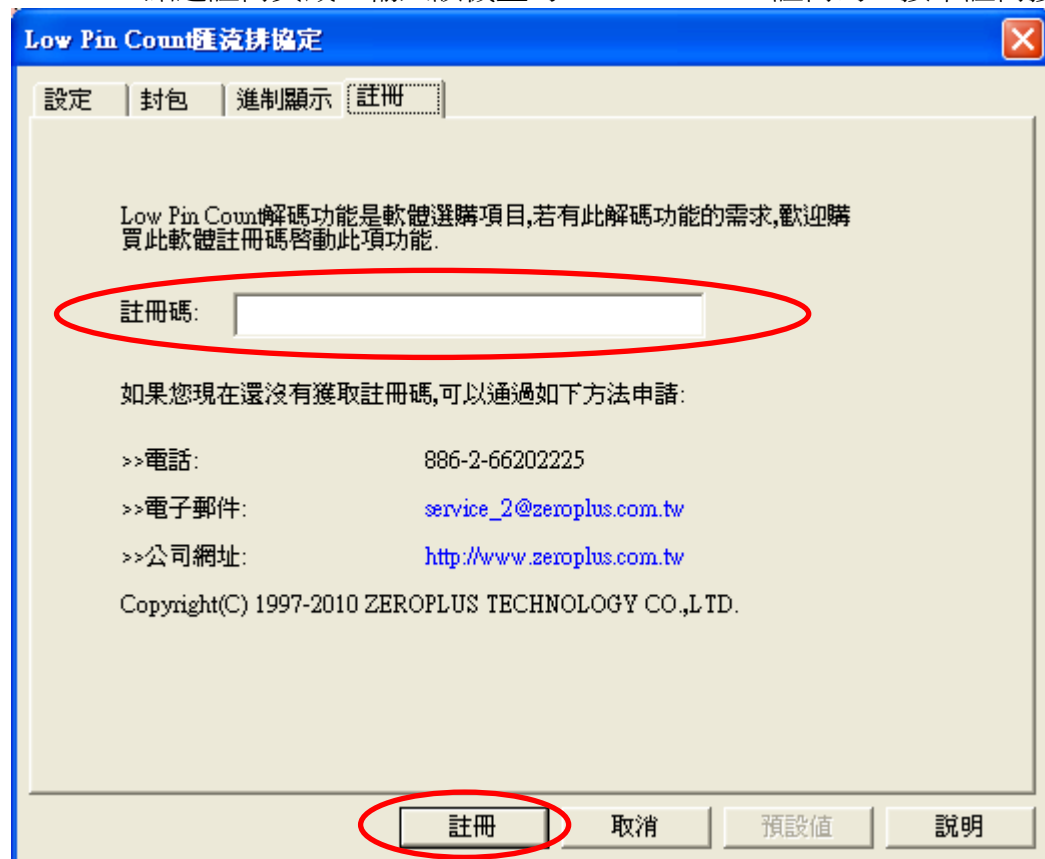 Low Pin Count匯流排協定
設定 封包 進制顯示 註冊
Low Pin Count解碼功能是軟體選購項目,若有此解碼功能的需求,歡迎購
買此軟體註冊碼啓動此項功能.
註冊碼:
如果您現在還沒有獲取註冊碼,可以通過如下方法申請:
>>電話: 886-2-66202225
>>電子郵件: service_2@zeroplus.com.tw
>>公司網址: http://www.zeroplus.com.tw
Copyright(C) 1997-2010 ZEROPLUS TECHNOLOGY CO.,LTD.
註冊 取消 預設值 說明